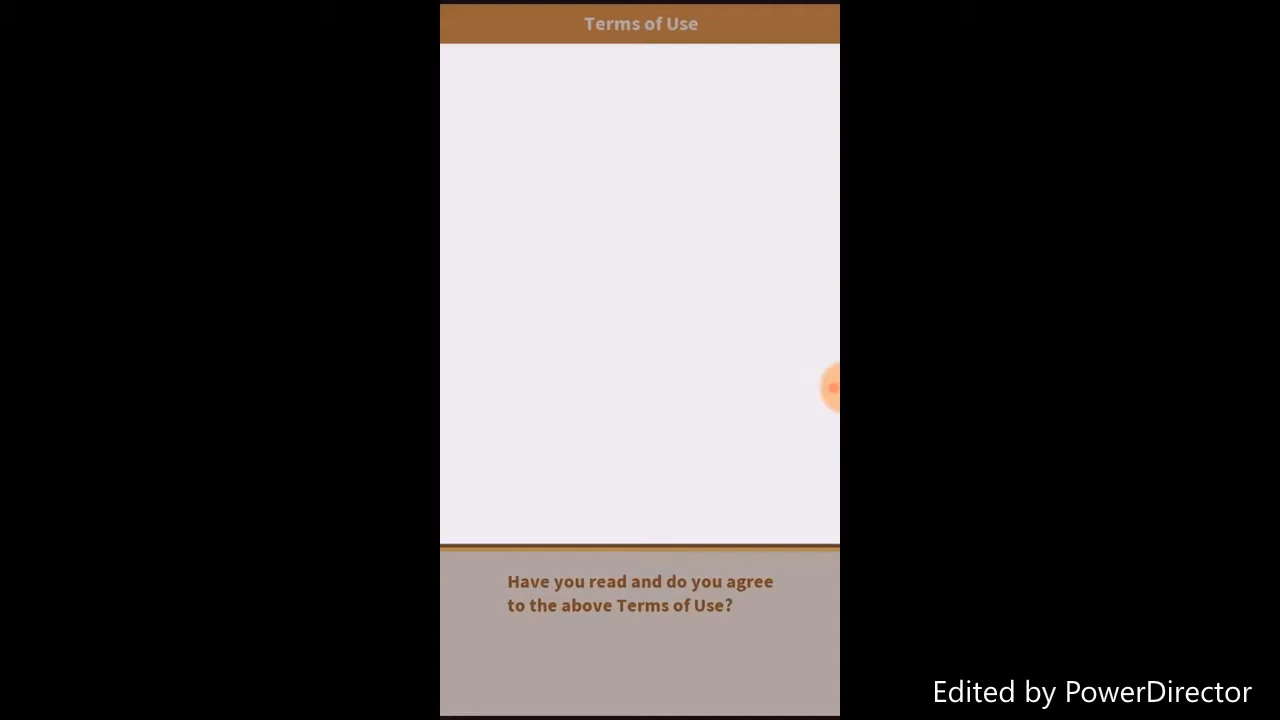 Terms of Use
Have you read and do you agree
to the above Terms of Use?
Edited by PowerDirector